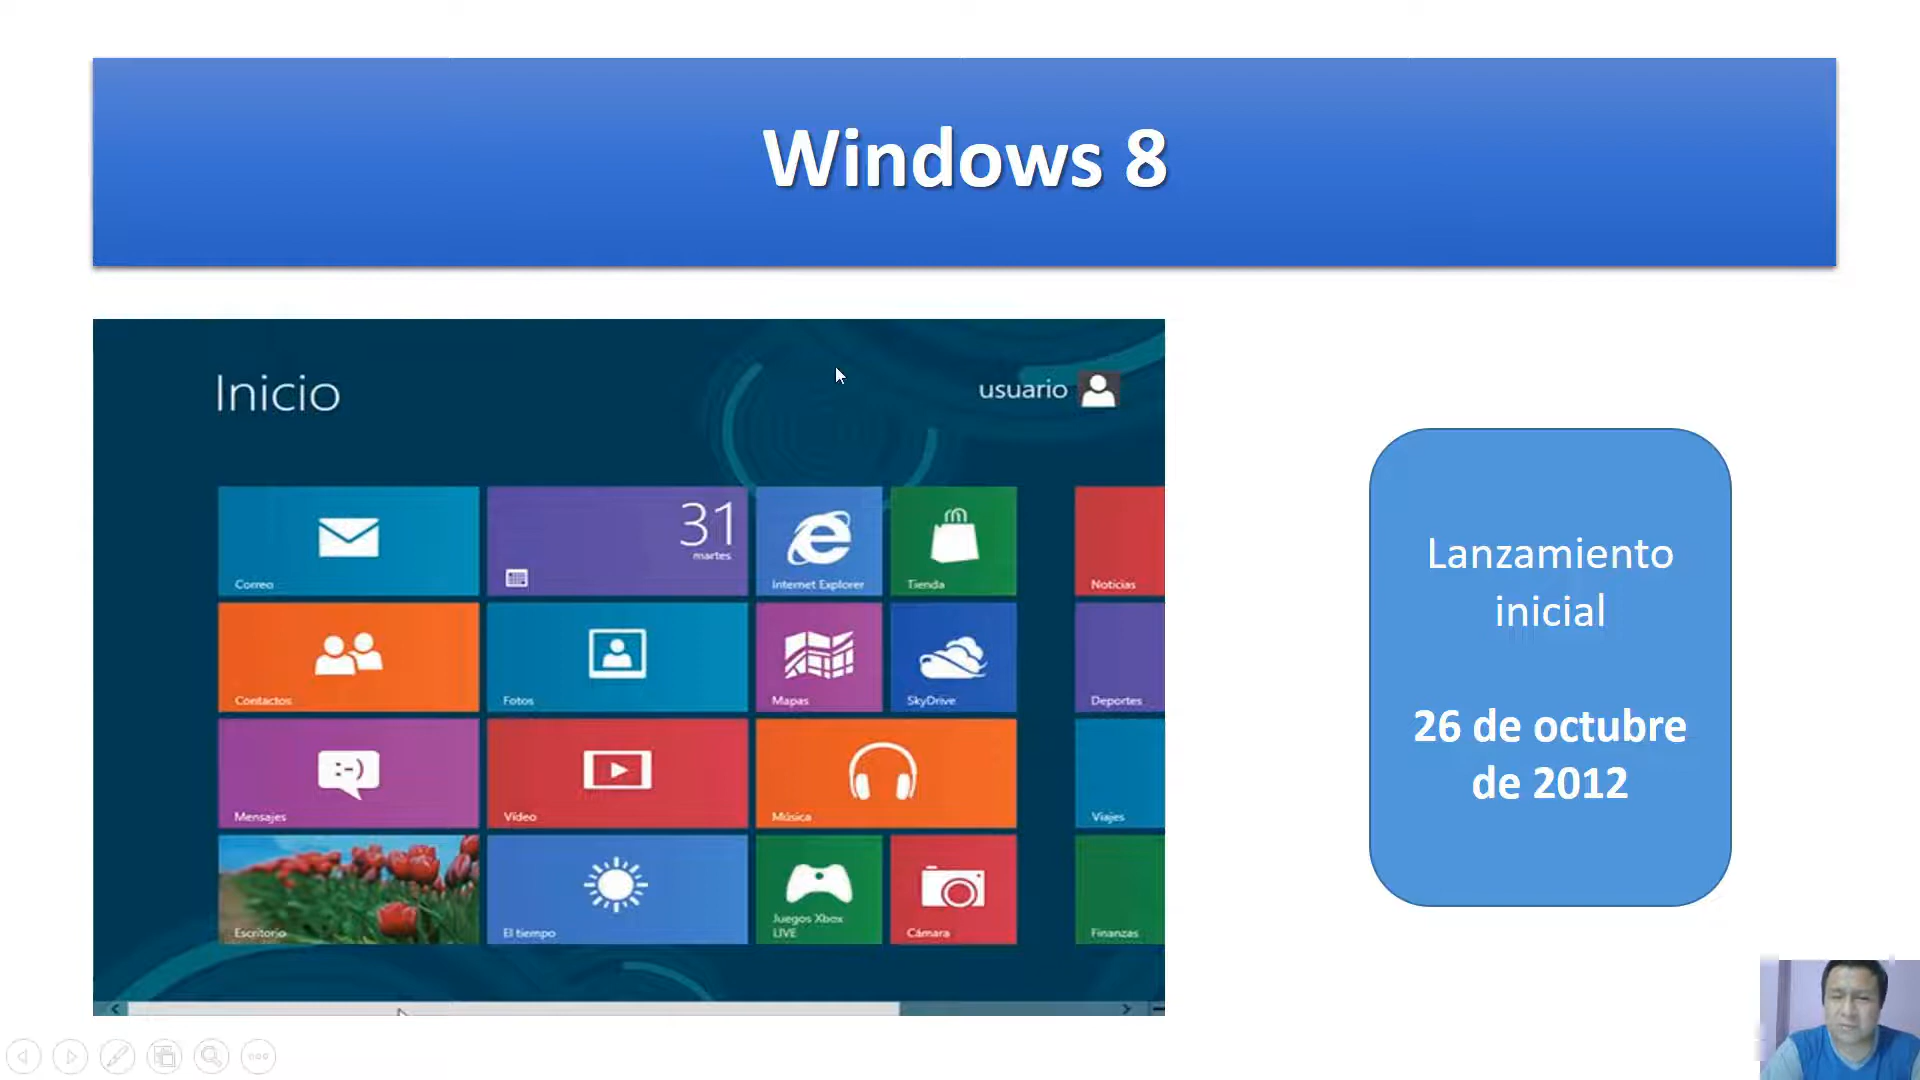 Windows 8
Inicio
usuario
31
martes
Correo
Internet Explorer
Tienda
Noticias
Contactos
Fotos
Mapas
SkyDrive
Deportes
:-)
Mensajes
Vídeo
Música
Viajes
Escritorio
El tiempo
Juegos Xbox
LIVE
Cámara
Finanzas
Lanzamiento
inicial
26 de octubre
de 2012